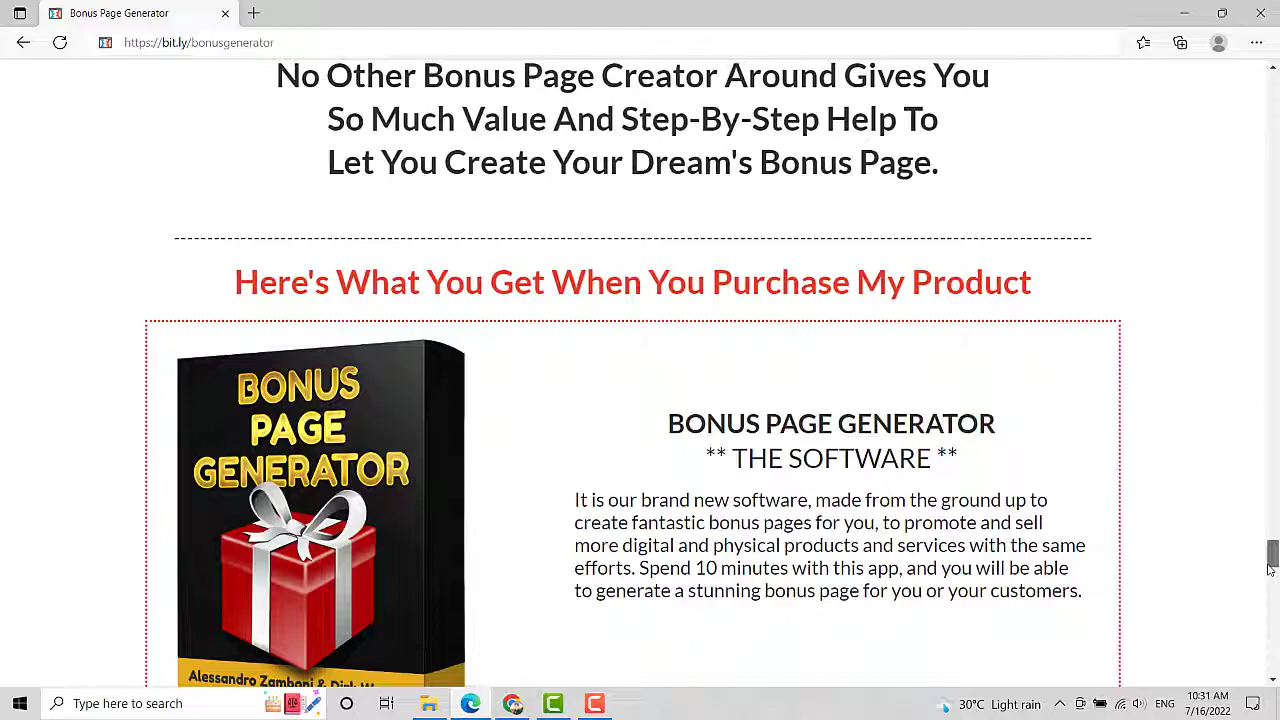 Bonus Page Generator
https://bit.ly/bonusgenerator
No Other Bonus Page Creator Around Gives You
So Much Value And Step-By-Step Help To
Let You Create Your Dream's Bonus Page.
Here's What You Get When You Purchase My Product
BONUS
PAGE
GENERATOR
Alessandro Zamboni & Dirk W
BONUS PAGE GENERATOR
** THE SOFTWARE **
It is our brand new software, made from the ground up to
create fantastic bonus pages for you, to promote and sell
more digital and physical products and services with the same
efforts. Spend 10 minutes with this app, and you will be able
to generate a stunning bonus page for you or your customers.
Type here to search
30°C Light rain
ENG
10:31 AM
7/16/2022